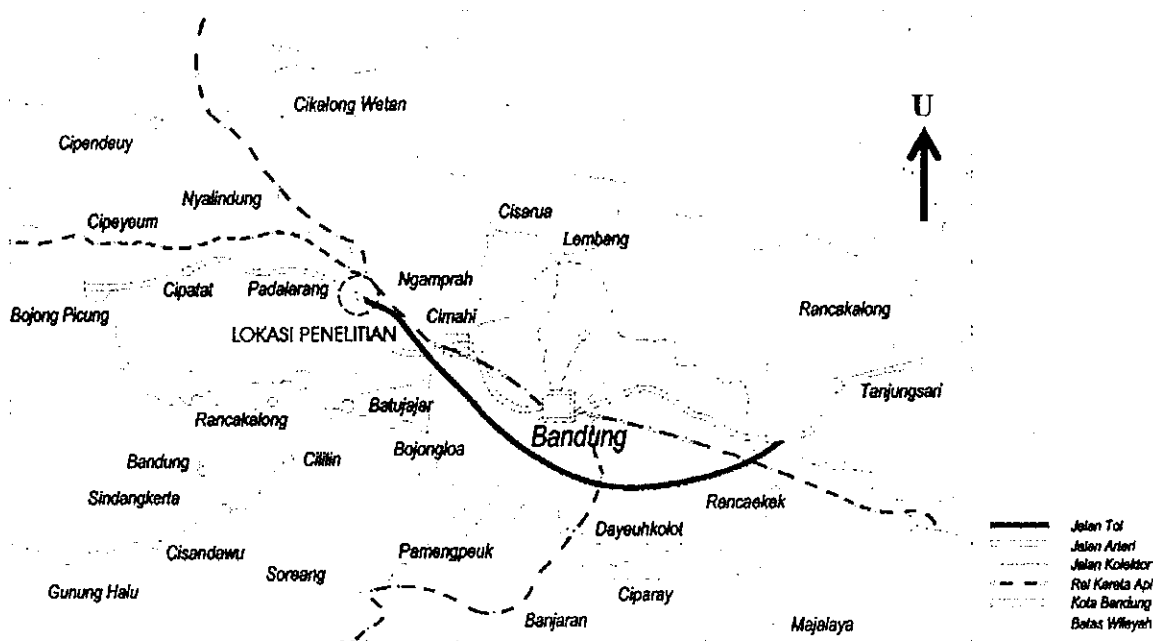 Cikalong Wetan
U
Cipendeuy
Nyalindung
Cipeyeum
Cisarua
Lembang
Ngamprah
Cipatat
Padalarang
Bojong Picung
Rancakalong
Cimahi
LOKASI PENELITIAN
Tanjungsari
Batujajar
Rancakalong
Bandung
Bojongloa
Cililin
Bandung
Sindangkerta
Rancaekek
Dayeuhkolot
Jalan Tol
Cisandawu
Pamengpeuk
Jalan Arteri
Soreang
Jalan Kolektor
Gunung Halu
Ciparay
Rel Kereta Api
Banjaran
Kota Bandung
Majalaya
Batas Wilayah